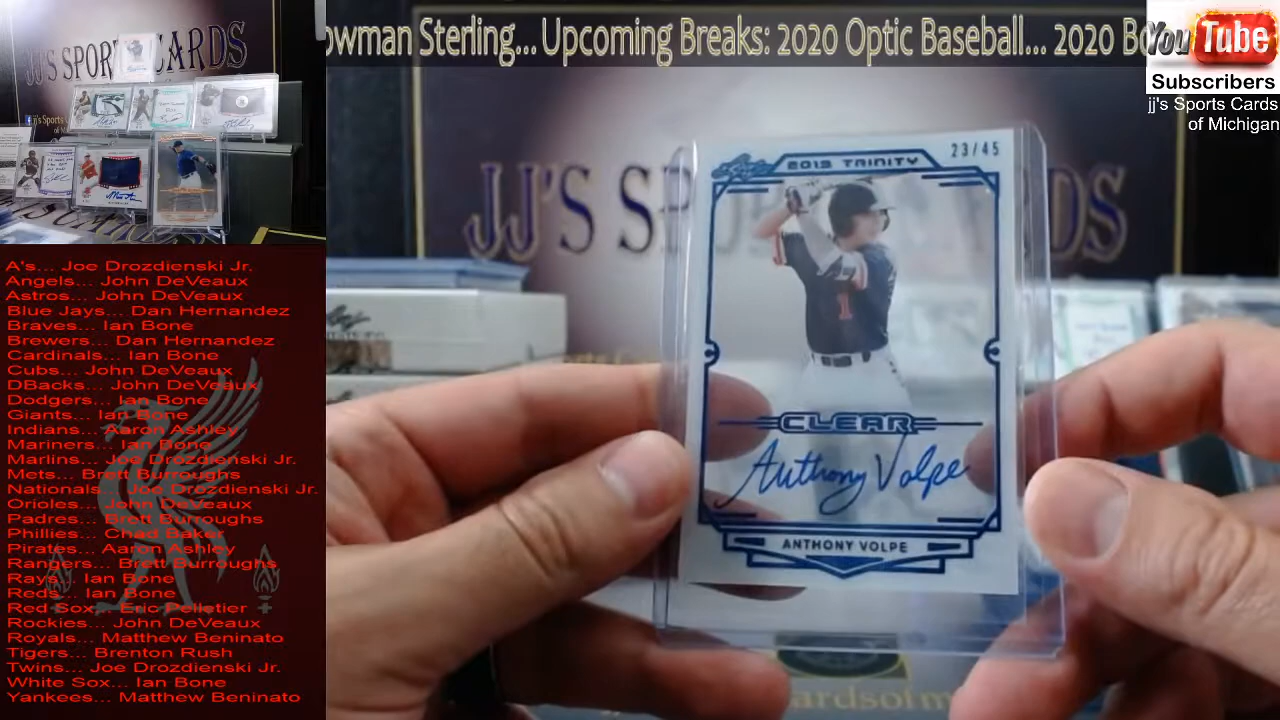 owman Sterling... Upcoming Breaks: 2020 Optic Baseball... 2020 Bo
You Tube
Subscribers
jj's Sports Cards
of Michigan
JJ'S SPORTS CARDS
A's... Joe Drozdienski Jr.
Angels... John DeVeaux
Astros... John DeVeaux
Blue Jays... Dan Hernandez
Braves... Ian Bone
Brewers... Dan Hernandez
Cardinals... Ian Bone
Cubs... John DeVeaux
DBacks... John DeVeaux
Dodgers... Ian Bone
Giants... Ian Bone
Indians... Aaron Ashley
Mariners... Ian Bone
Marlins... Joe Drozdienski Jr.
Mets... Brett Burroughs
Nationals... Joe Drozdienski Jr.
Orioles... John DeVeaux
Padres... Brett Burroughs
Phillies... Chad Baker
Pirates... Aaron Ashley
Rangers... Brett Burroughs
Rays... Ian Bone
Reds... Ian Bone
Red Sox... Eric Pelletier
Rockies... John DeVeaux
Royals... Matthew Beninato
Tigers... Brenton Rush
Twins... Joe Drozdienski Jr.
White Sox... Ian Bone
Yankees... Matthew Beninato
JJ'S SP DS
Leaf 2019 TRINITY 23/45
1
CLEAR
Anthony Volpe
ANTHONY VOLPE
ardsofm